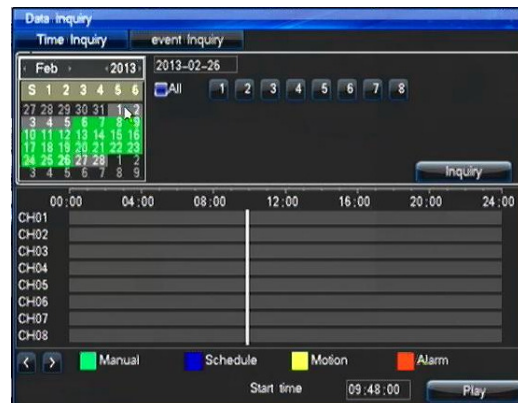 Data Inquiry
Time Inquiry event Inquiry
Feb 2013 2013-02-26
S 1 2 3 4 5 6 All 1 2 3 4 5 6 7 8
27 28 29 30 31 1 2
3 4 5 6 7 8 9
10 11 12 13 14 15 16
17 18 19 20 21 22 23
24 25 26 27 28 1 2
3 4 5 6 7 8 9
Inquiry
00:00 04:00 08:00 12:00 16:00 20:00 24:00
CH01
CH02
CH03
CH04
CH05
CH06
CH07
CH08
Manual Schedule Motion Alarm
Start time 09:48:00 Play